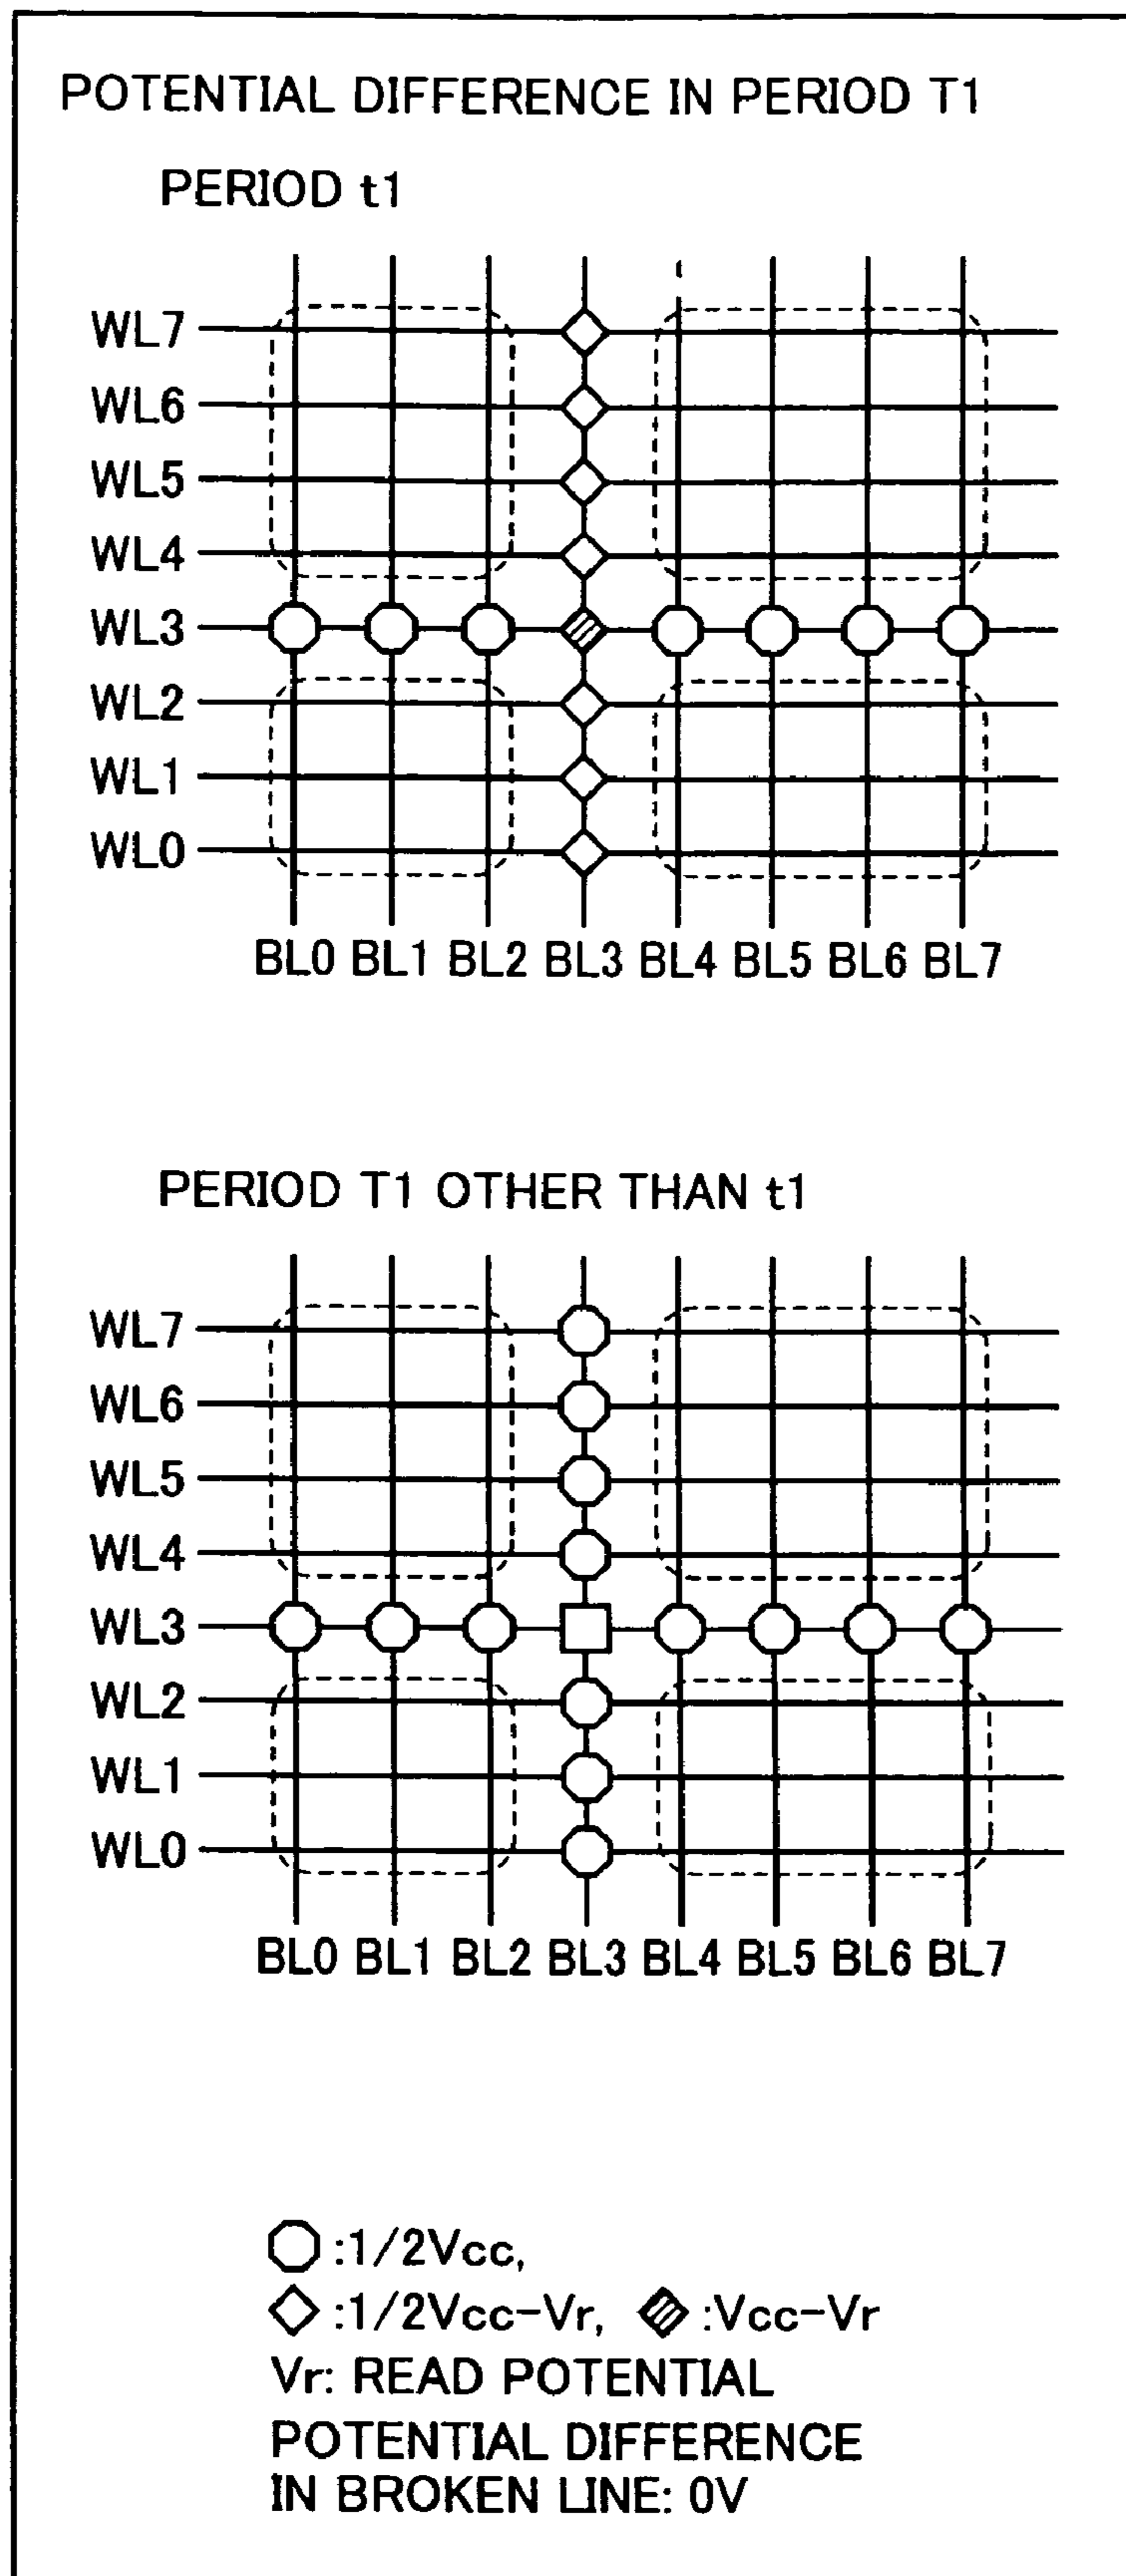 POTENTIAL DIFFERENCE IN PERIOD T1
PERIOD t1
WL7
WL6
WL5
WL4
WL3
WL2
WL1
WL0
BL0 BL1 BL2 BL3 BL4 BL5 BL6 BL7
PERIOD T1 OTHER THAN t1
WL7
WL6
WL5
WL4
WL3
WL2
WL1
WL0
BL0 BL1 BL2 BL3 BL4 BL5 BL6 BL7
:1/2Vcc,
:1/2Vcc-Vr, :Vcc-Vr
Vr: READ POTENTIAL
POTENTIAL DIFFERENCE
IN BROKEN LINE: 0V